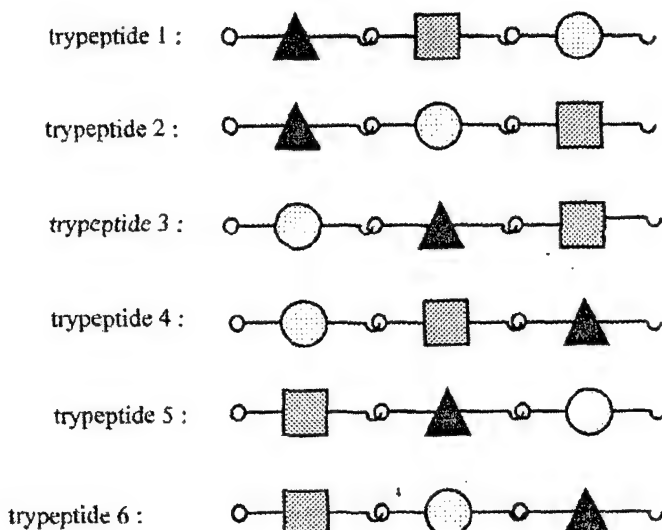 trypeptide 1 :
trypeptide 2 :
trypeptide 3 :
trypeptide 4 :
trypeptide 5 :
trypeptide 6 :